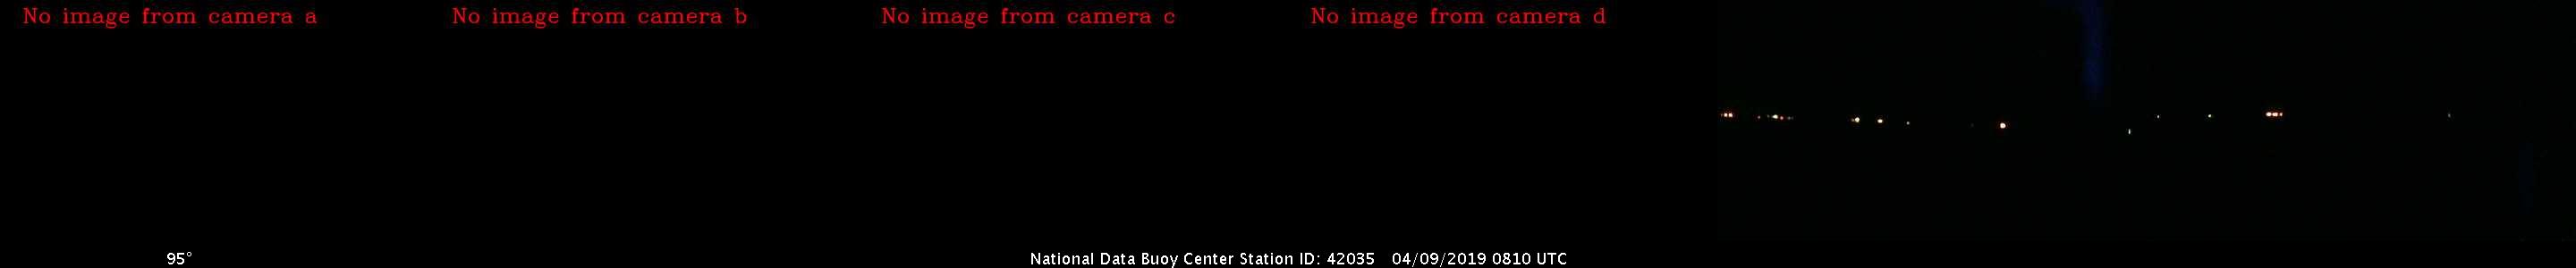 No image from camera a
No image from camera b
No image from camera c
No image from camera d
95°
National Data Buoy Center Station ID: 42035 04/09/2019 0810 UTC